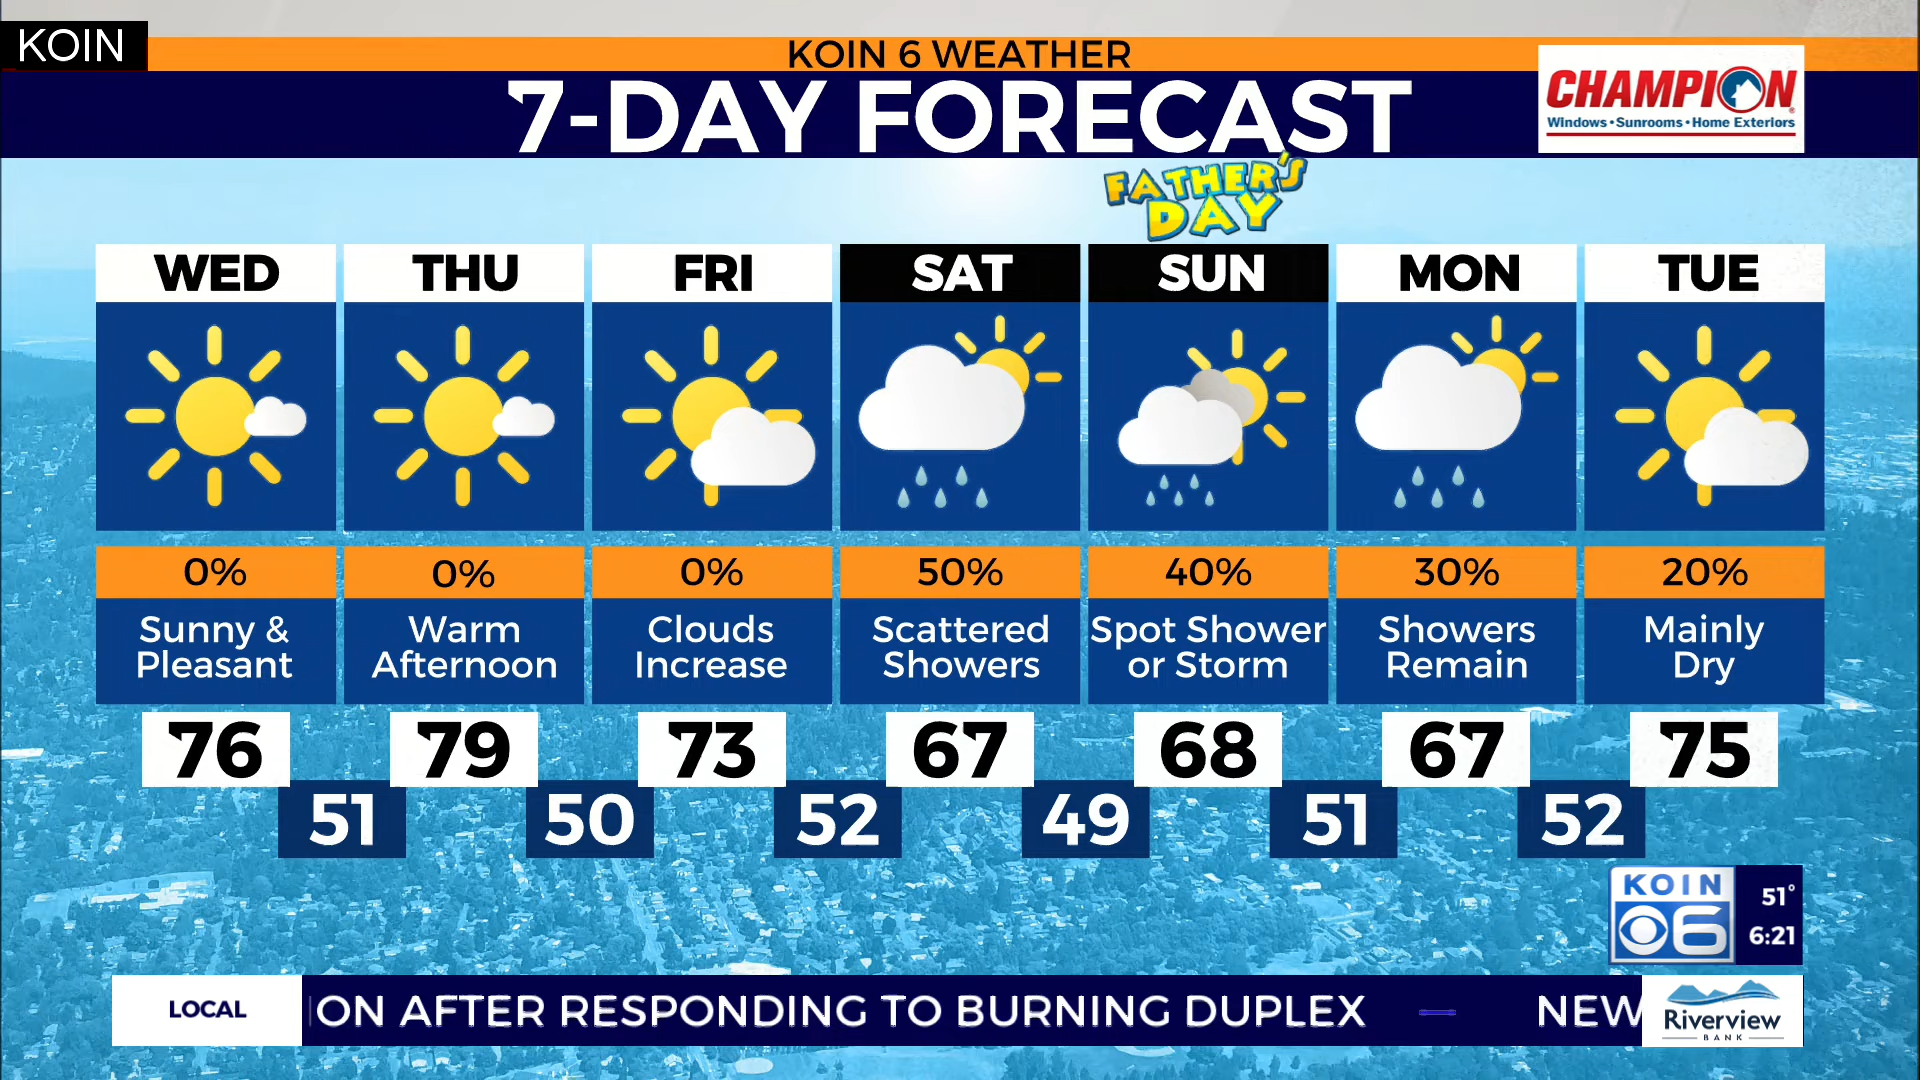 KOIN
KOIN 6 WEATHER
7-DAY FORECAST
CHAMPION
Windows • Sunrooms • Home Exteriors
FATHER'S
DAY
WED THU FRI SAT SUN MON TUE
0% 0% 0% 50% 40% 30% 20%
Sunny &
Pleasant
Warm
Afternoon
Clouds
Increase
Scattered
Showers
Spot Shower
or Storm
Showers
Remain
Mainly
Dry
76 79 73 67 68 67 75
51 50 52 49 51 52
KOIN
6
51°
6:21
LOCAL
ION AFTER RESPONDING TO BURNING DUPLEX — NEW
Riverview
BANK